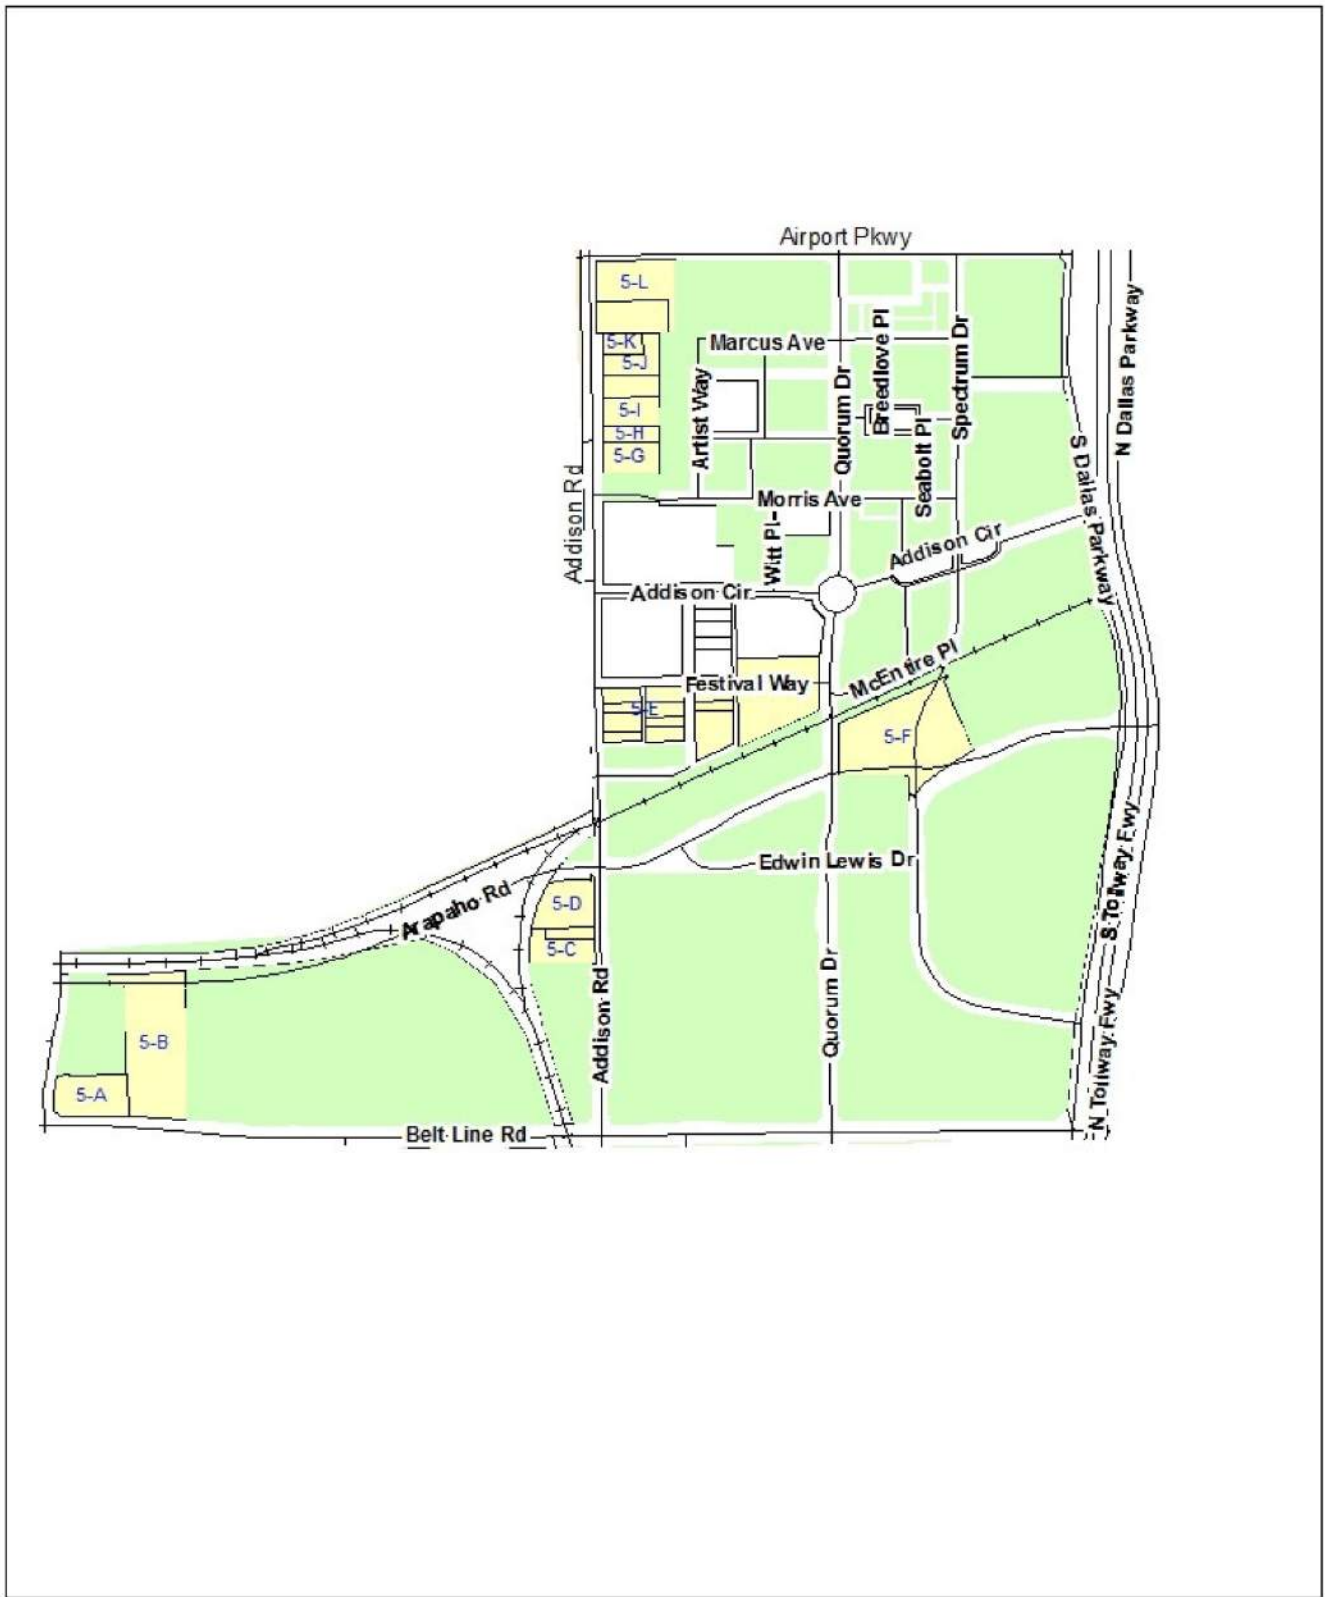 Airport Pkwy
5-L
N Dallas Parkway
5-K
Marcus Ave
Breedlove Pl
Spectrum Dr
5-J
Artist Way
Quorum Dr
5-I
5-H
5-G
Seabolt Pl
S Dallas Parkway
Addison Rd
Morris Ave
Witt Pl
Addison Cir
Addison Cir
McEntire Pl
Festival Way
5-E
5-F
Edwin Lewis Dr
S Tollway Fwy
Arapaho Rd
5-D
5-C
Addison Rd
Quorum Dr
N Tollway Fwy
5-B
5-A
Belt Line Rd